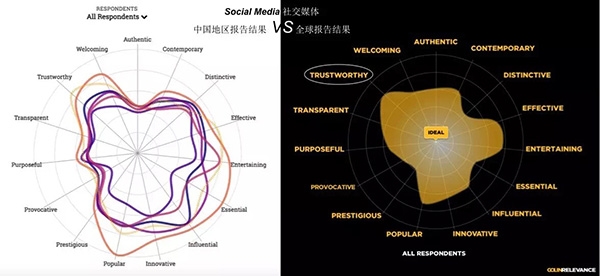 Social Media 社交媒体
中国地区报告结果 VS 全球报告结果
RESPONDENTS
All Respondents
Authentic
Contemporary
Distinctive
Effective
Entertaining
Essential
Influential
Innovative
Popular
Prestigious
Provocative
Purposeful
Transparent
Trustworthy
Welcoming
AUTHENTIC
CONTEMPORARY
DISTINCTIVE
EFFECTIVE
ENTERTAINING
ESSENTIAL
INFLUENTIAL
INNOVATIVE
POPULAR
PRESTIGIOUS
PROVOCATIVE
PURPOSEFUL
TRANSPARENT
TRUSTWORTHY
WELCOMING
IDEAL
ALL RESPONDENTS
GOLINRELEVANCE